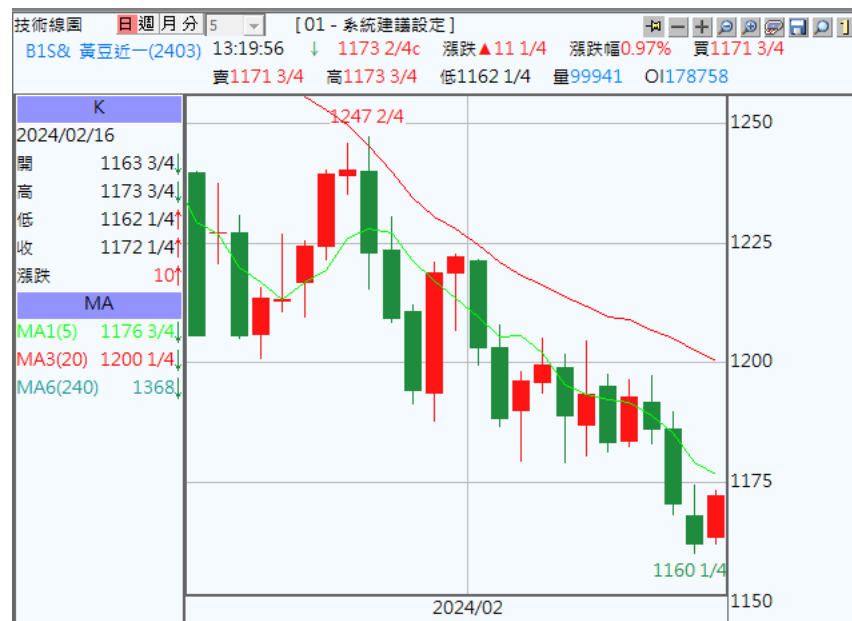 技術線圖 日 週 月 分 5 [ 01 - 系統建議設定 ]
B1S& 黃豆近一(2403) 13:19:56 ↓ 1173 2/4c 漲跌▲11 1/4 漲跌幅0.97% 買1171 3/4
賣1171 3/4 高1173 3/4 低1162 1/4 量99941 OI178758
K
2024/02/16
開 1163 3/4↓
高 1173 3/4↓
低 1162 1/4↑
收 1172 1/4↑
漲跌 10↑
MA
MA1(5) 1176 3/4↓
MA3(20) 1200 1/4↓
MA6(240) 1368↓
1247 2/4
1160 1/4
1250
1225
1200
1175
1150
2024/02